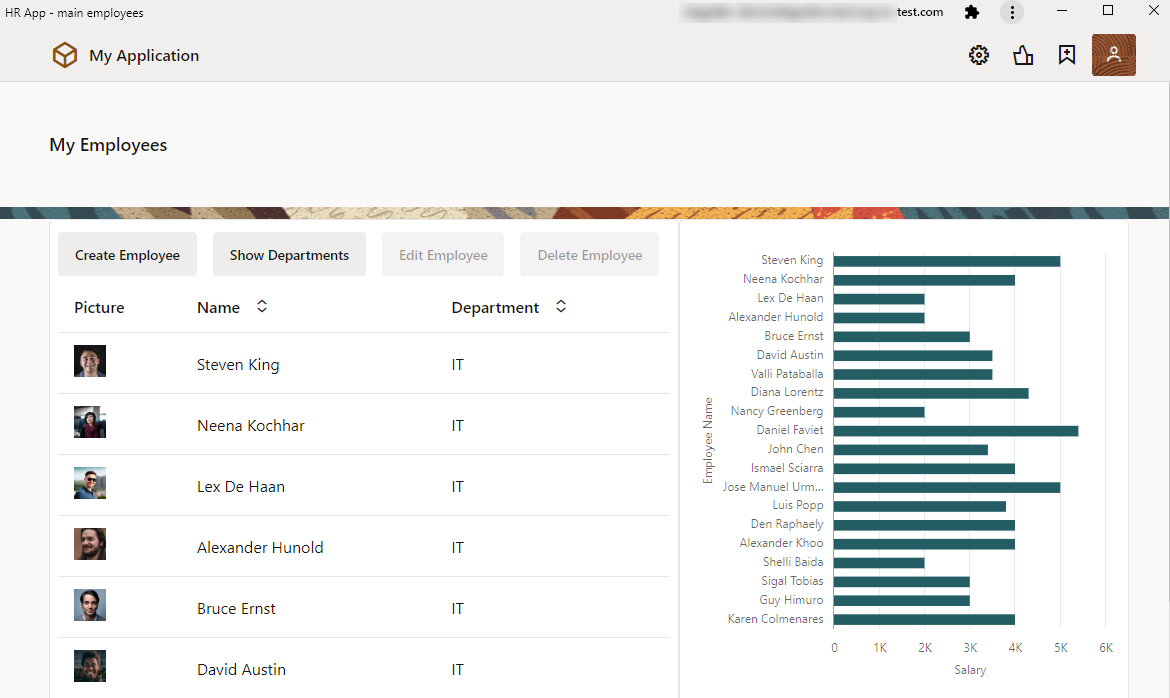 HR App - main employees
test.com
My Application
My Employees
Create Employee Show Departments Edit Employee Delete Employee
Picture Name Department
Steven King IT
Neena Kochhar IT
Lex De Haan IT
Alexander Hunold IT
Bruce Ernst IT
David Austin IT
Employee Name
Steven King
Neena Kochhar
Lex De Haan
Alexander Hunold
Bruce Ernst
David Austin
Valli Pataballa
Diana Lorentz
Nancy Greenberg
Daniel Faviet
John Chen
Ismael Sciarra
Jose Manuel Urm...
Luis Popp
Den Raphaely
Alexander Khoo
Shelli Baida
Sigal Tobias
Guy Himuro
Karen Colmenares
0 1K 2K 3K 4K 5K 6K
Salary